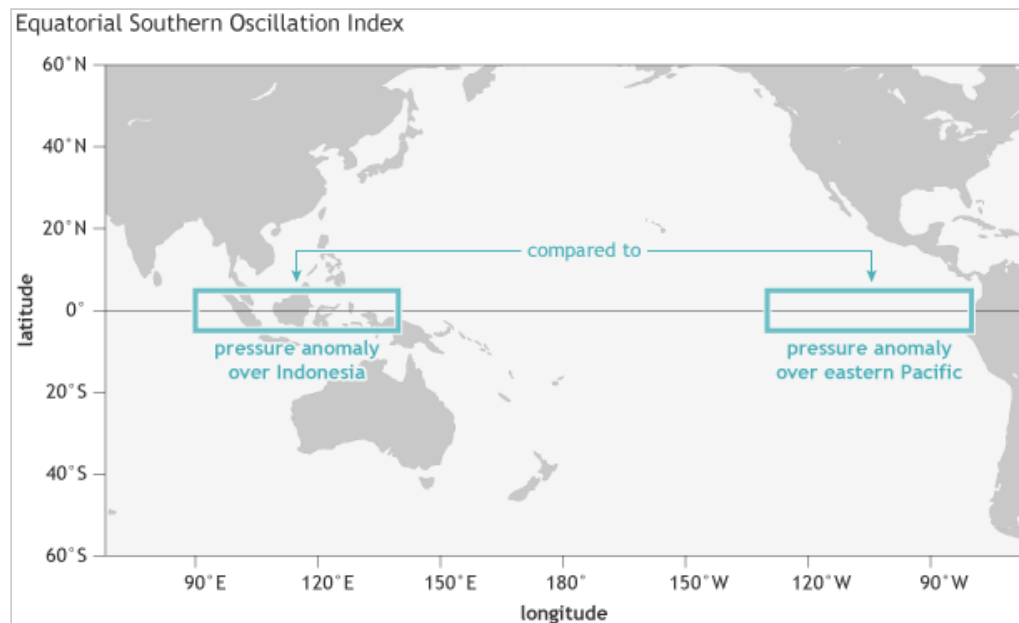 Equatorial Southern Oscillation Index
60°N
40°N
20°N
0°
20°S
40°S
60°S
latitude
compared to
pressure anomaly
over Indonesia
pressure anomaly
over eastern Pacific
90°E
120°E
150°E
180°
150°W
120°W
90°W
longitude